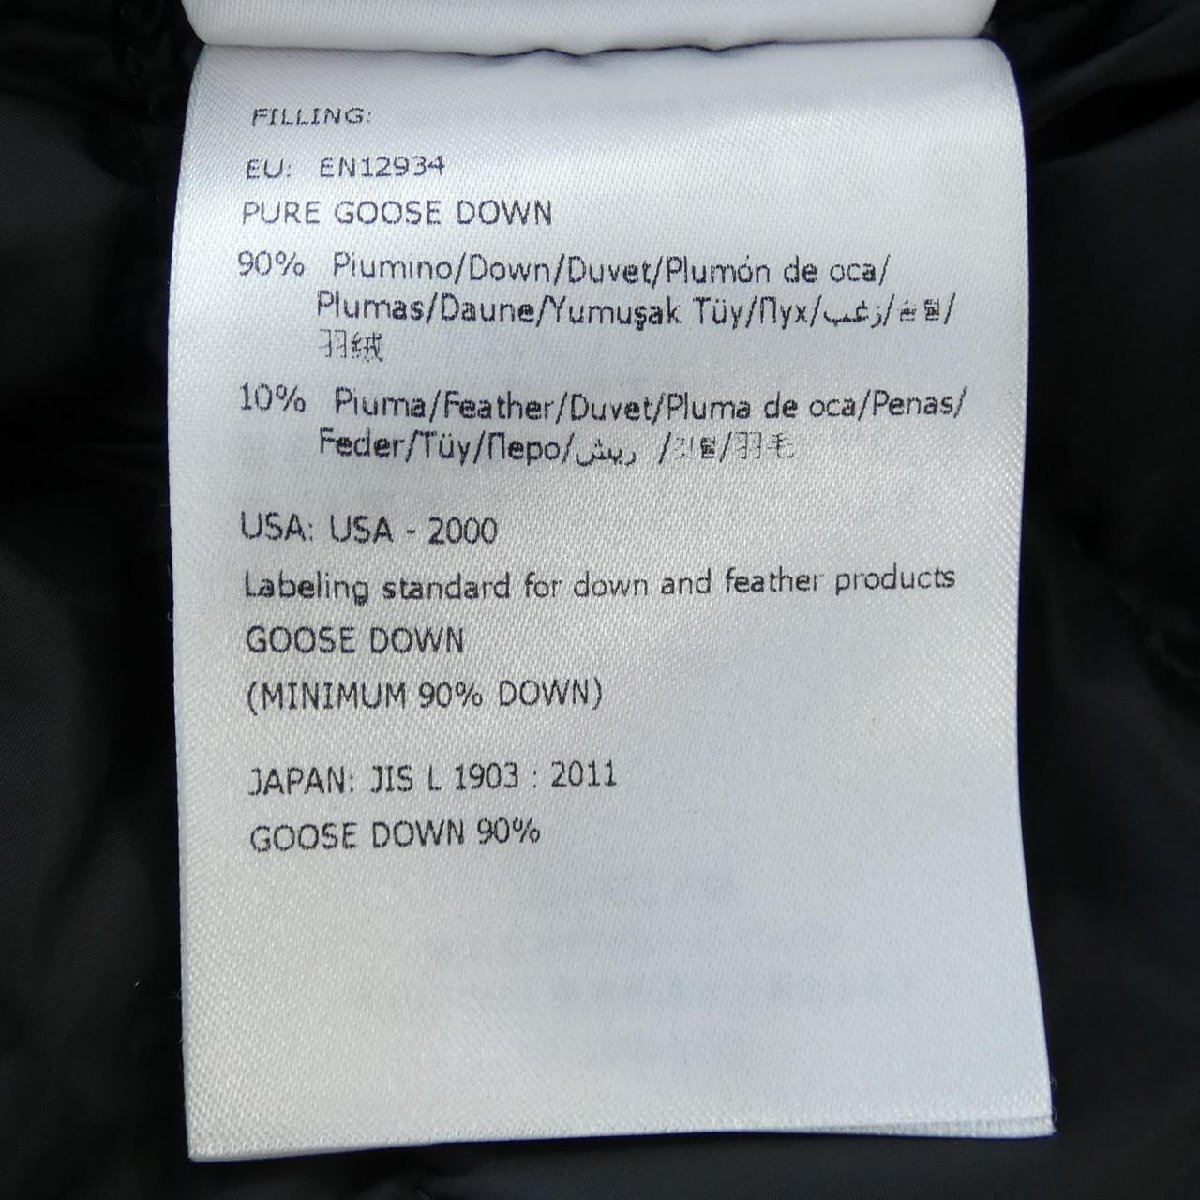 FILLING:
EU: EN12934
PURE GOOSE DOWN
90% Piumino/Down/Duvet/Plumón de oca/
Plumas/Daune/Yumuşak Tüy/Пух/زغب/솜털/
羽绒
10% Piuma/Feather/Duvet/Pluma de oca/Penas/
Feder/Tüy/Перо/ريش /깃털/羽毛
USA: USA - 2000
Labeling standard for down and feather products
GOOSE DOWN
(MINIMUM 90% DOWN)
JAPAN: JIS L 1903 : 2011
GOOSE DOWN 90%